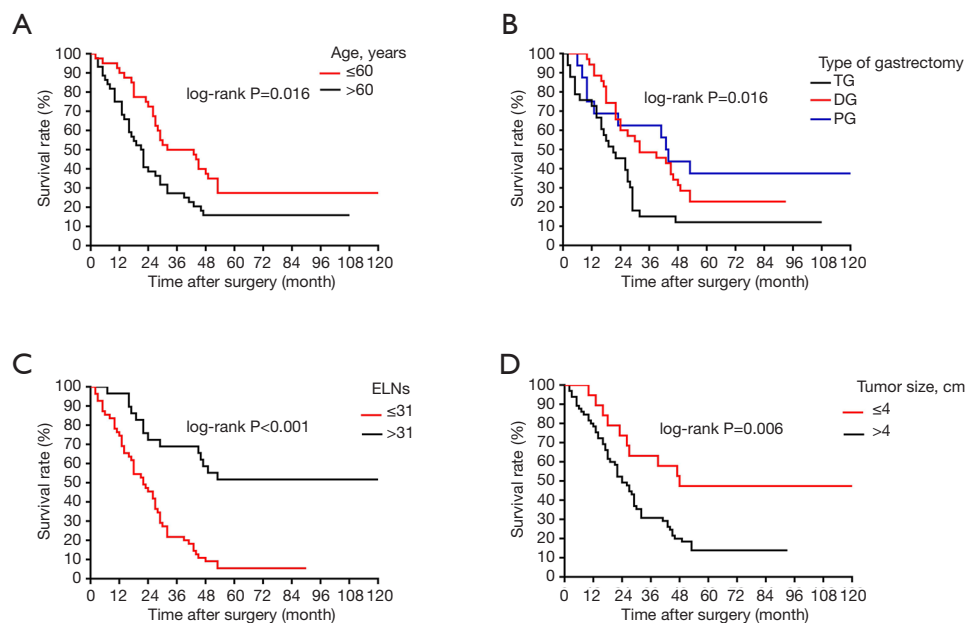 A
Age, years
≤60
>60
log-rank P=0.016
Survival rate (%)
100
90
80
70
60
50
40
30
20
10
0
0 12 24 36 48 60 72 84 96 108 120
Time after surgery (month)
B
Type of gastrectomy
TG
DG
PG
log-rank P=0.016
Survival rate (%)
100
90
80
70
60
50
40
30
20
10
0
0 12 24 36 48 60 72 84 96 108 120
Time after surgery (month)
C
ELNs
≤31
>31
log-rank P<0.001
Survival rate (%)
100
90
80
70
60
50
40
30
20
10
0
0 12 24 36 48 60 72 84 96 108 120
Time after surgery (month)
D
Tumor size, cm
≤4
>4
log-rank P=0.006
Survival rate (%)
100
90
80
70
60
50
40
30
20
10
0
0 12 24 36 48 60 72 84 96 108 120
Time after surgery (month)